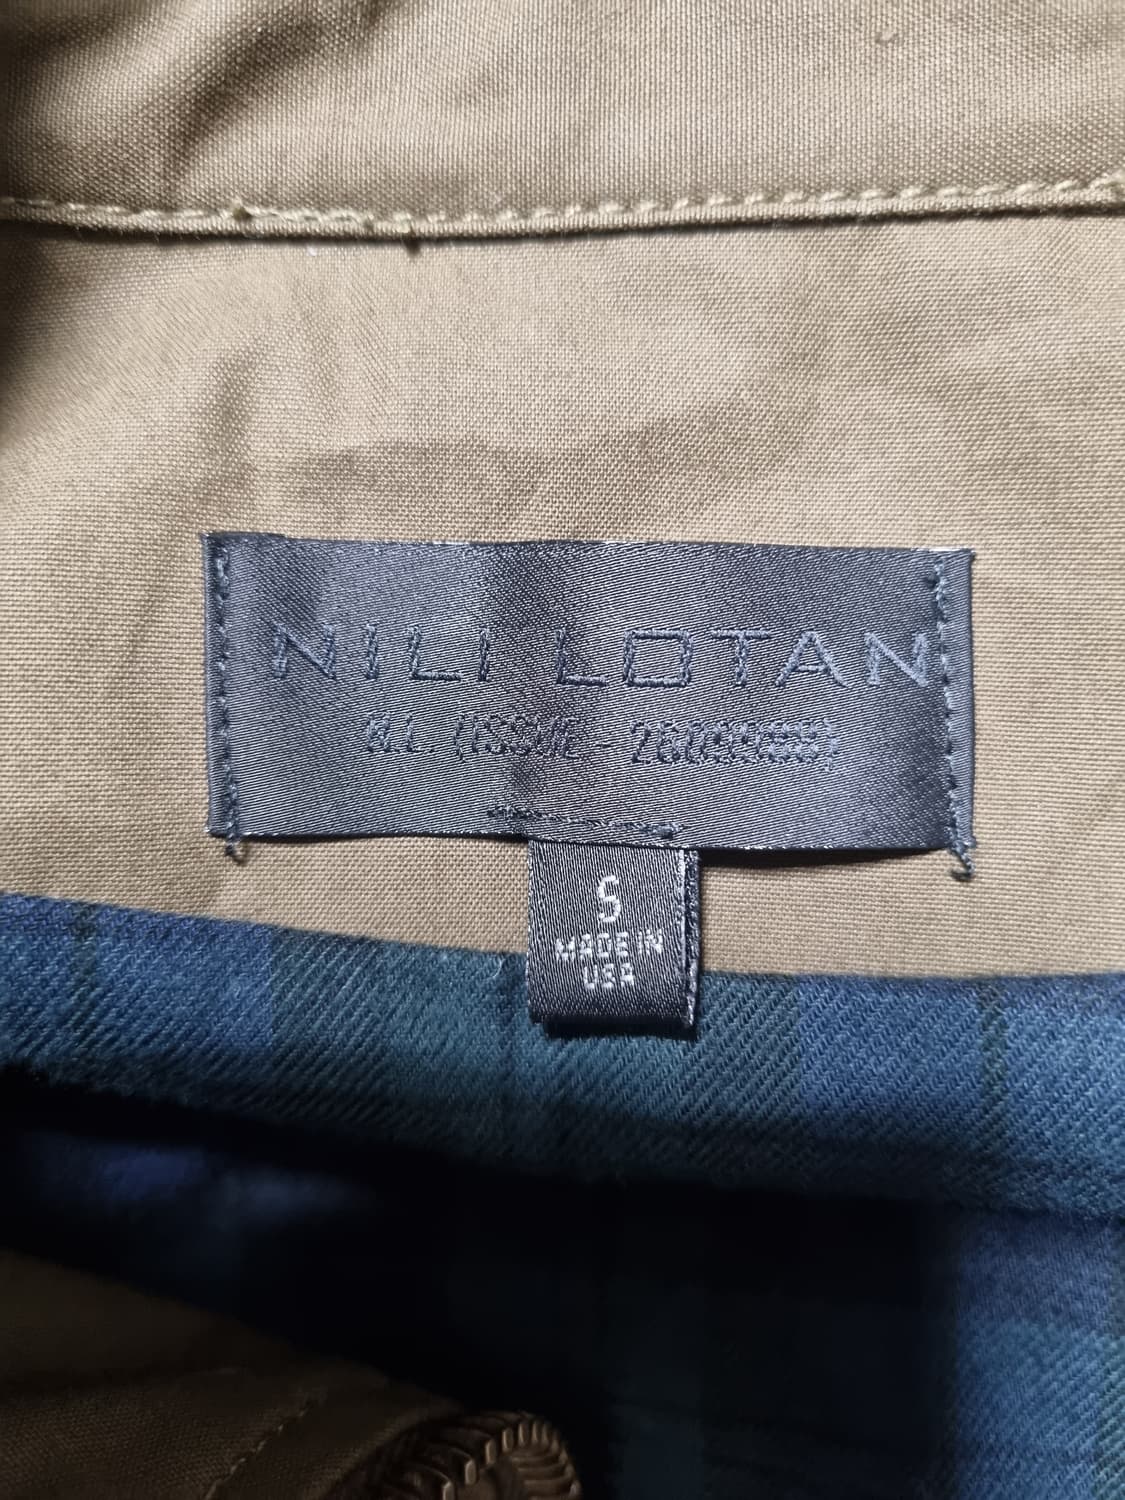 NILI LOTAN
N.L. (ISSUE -
S
MADE IN
USA